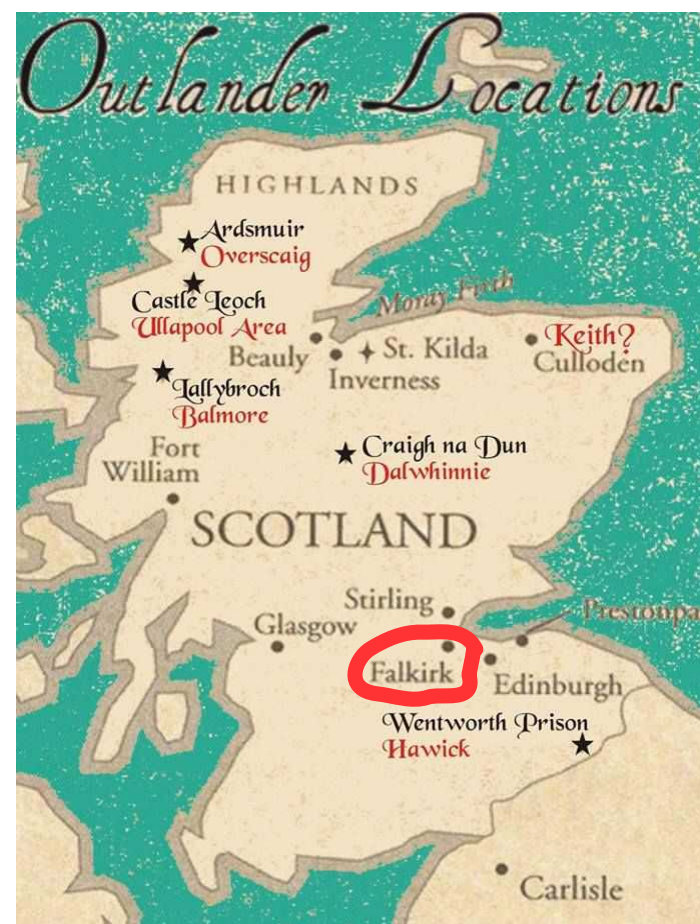 Outlander Locations
HIGHLANDS
Ardsmuir
Overscaig
Castle Leoch
Ullapool Area
Moray Firth
Beauly
St. Kilda
Inverness
Keith?
Culloden
Lallybroch
Balmore
Fort
William
Craigh na Dun
Dalwhinnie
SCOTLAND
Stirling
Prestonpa
Glasgow
Falkirk
Edinburgh
Wentworth Prison
Hawick
Carlisle